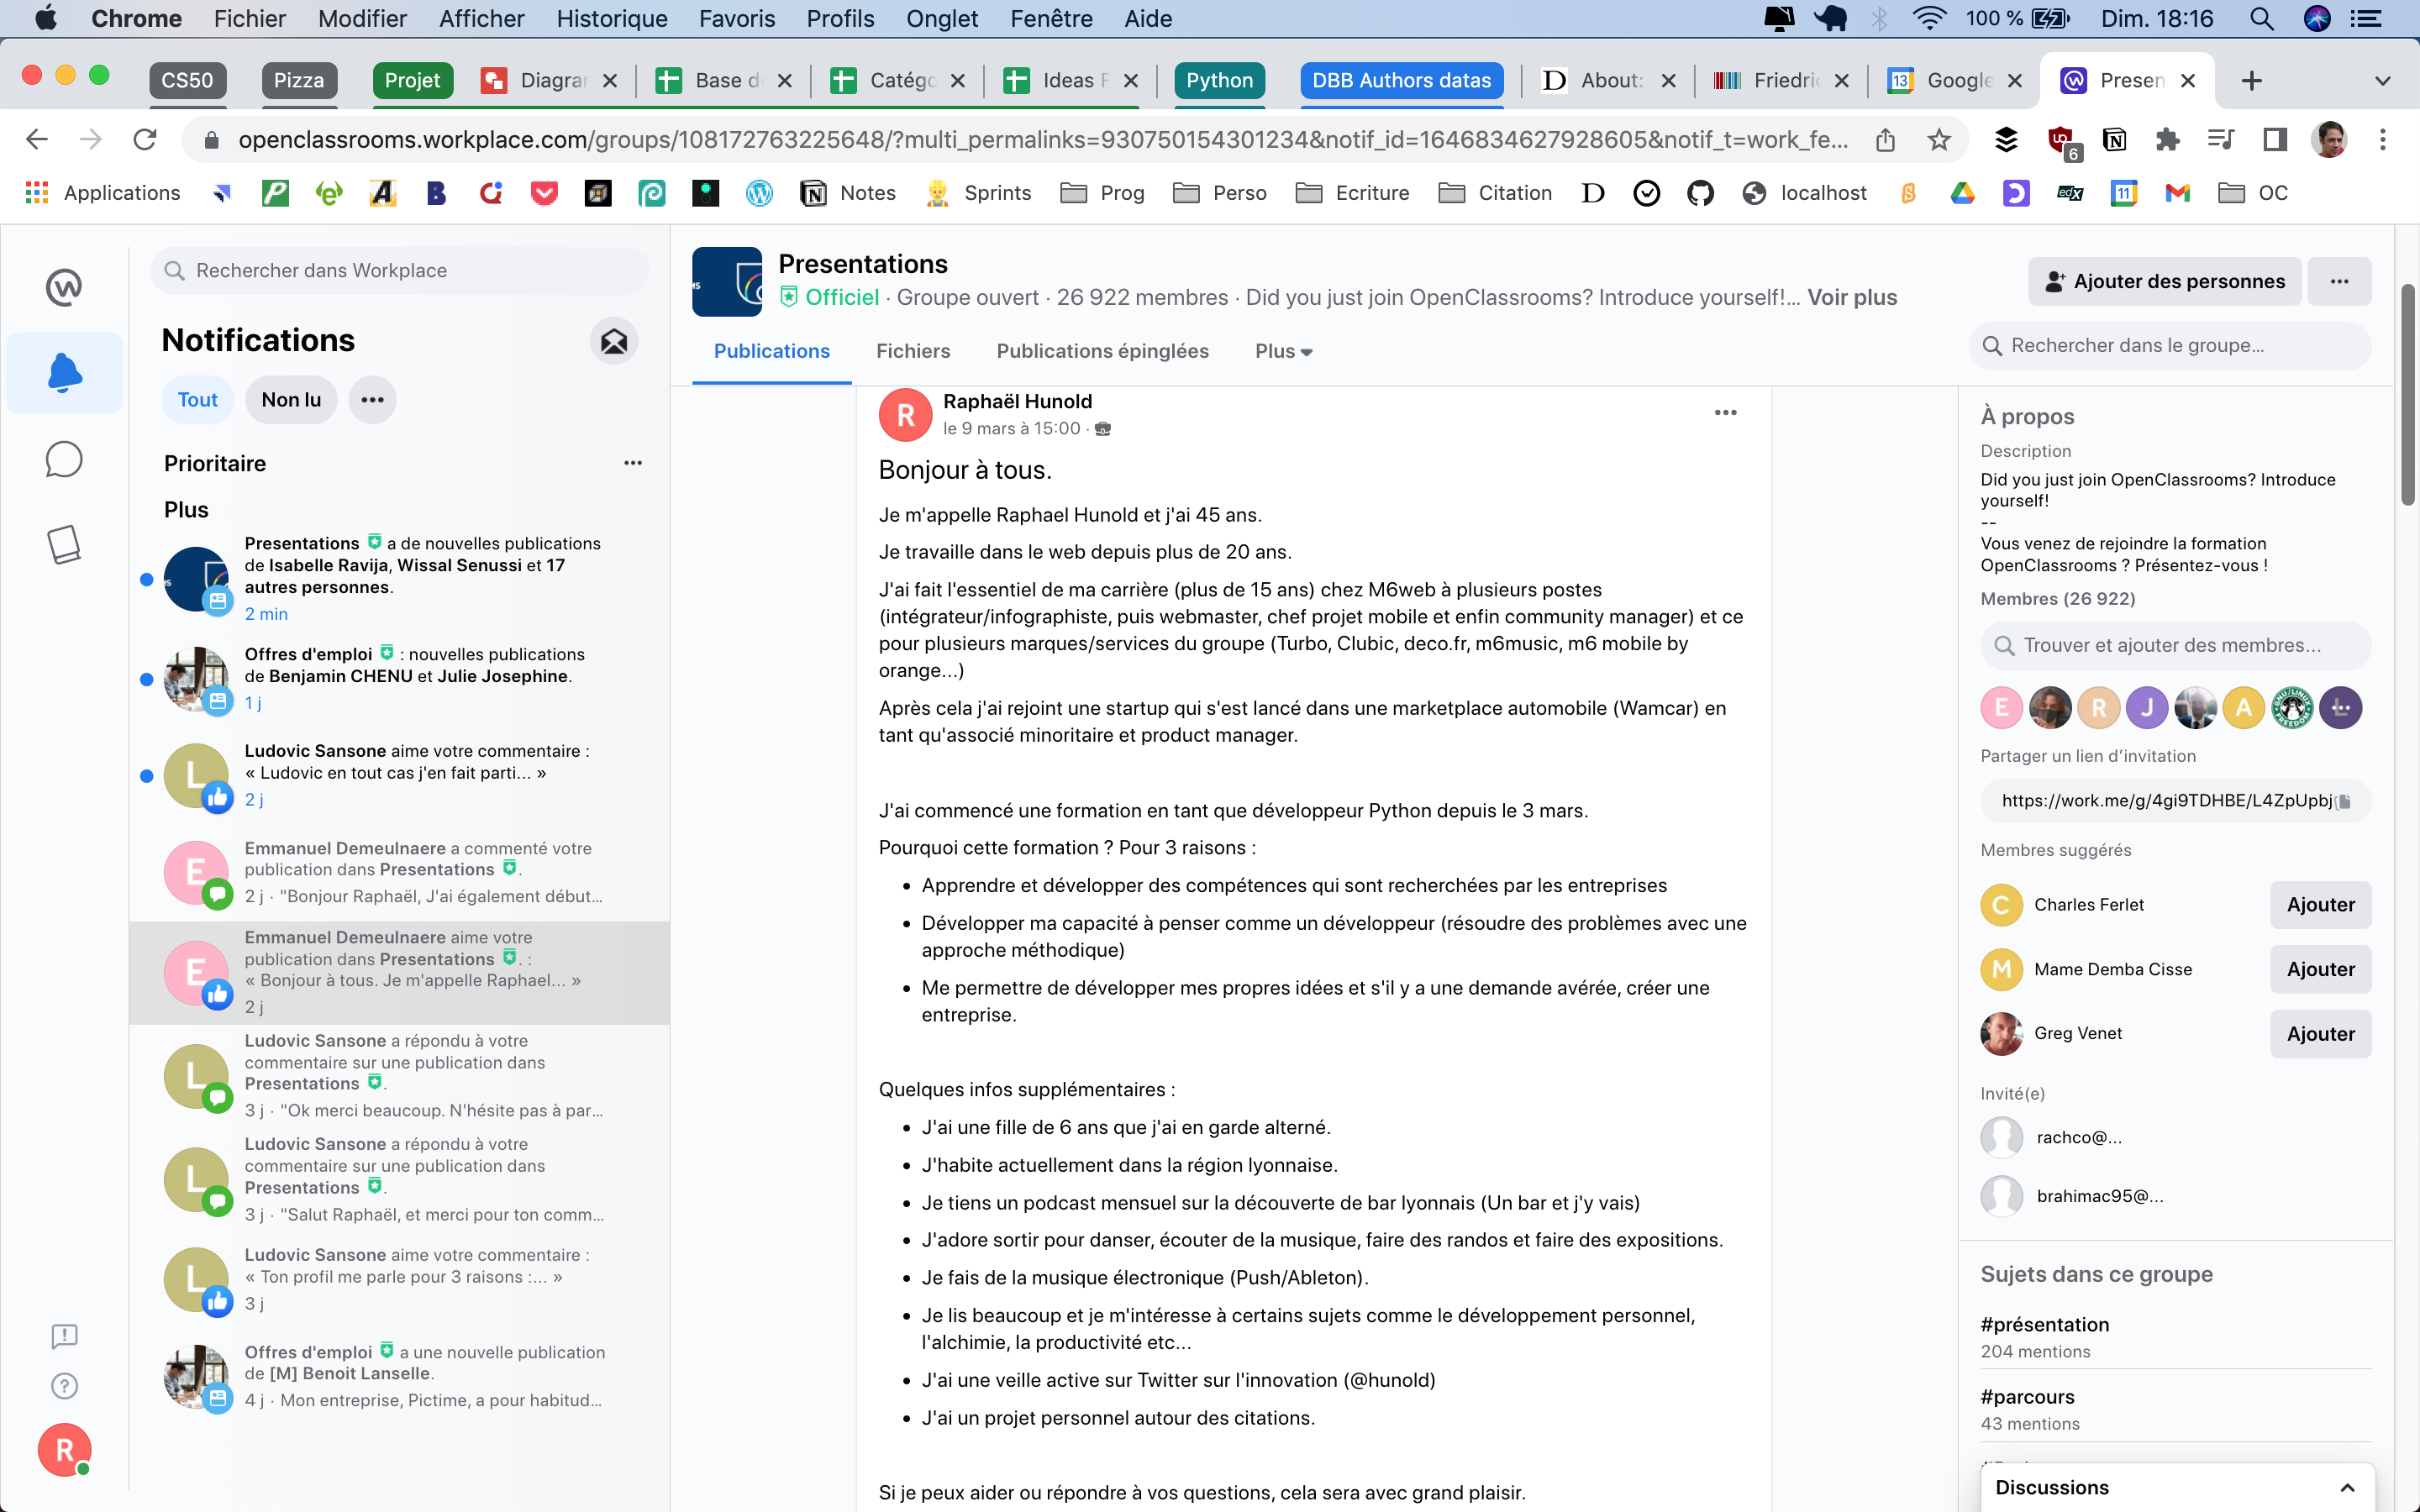 Chrome Fichier Modifier Afficher Historique Favoris Profils Onglet Fenêtre Aide 100 % Dim. 18:16
CS50 Pizza Projet Diagrar Base d Catégo Ideas F Python DBB Authors datas About: Friedri Google Presen
openclassrooms.workplace.com/groups/108172763225648/?multi_permalinks=930750154301234&notif_id=1646834627928605&notif_t=work_fe... 6
Applications Notes Sprints Prog Perso Ecriture Citation localhost edx 11 OC
Rechercher dans Workplace
Notifications
Tout Non lu
Prioritaire
Plus
Presentations a de nouvelles publications
de Isabelle Ravija, Wissal Senussi et 17
autres personnes.
2 min
Offres d'emploi : nouvelles publications
de Benjamin CHENU et Julie Josephine.
1 j
Ludovic Sansone aime votre commentaire :
« Ludovic en tout cas j'en fait parti... »
2 j
Emmanuel Demeulnaere a commenté votre
publication dans Presentations .
2 j · "Bonjour Raphaël, J'ai également début...
Emmanuel Demeulnaere aime votre
publication dans Presentations . :
« Bonjour à tous. Je m'appelle Raphael... »
2 j
Ludovic Sansone a répondu à votre
commentaire sur une publication dans
Presentations .
3 j · "Ok merci beaucoup. N'hésite pas à par...
Ludovic Sansone a répondu à votre
commentaire sur une publication dans
Presentations .
3 j · "Salut Raphaël, et merci pour ton comm...
Ludovic Sansone aime votre commentaire :
« Ton profil me parle pour 3 raisons :... »
3 j
Offres d'emploi a une nouvelle publication
de [M] Benoit Lanselle.
4 j · Mon entreprise, Pictime, a pour habitud...
Presentations
Officiel · Groupe ouvert · 26 922 membres · Did you just join OpenClassrooms? Introduce yourself!... Voir plus
Ajouter des personnes
Publications Fichiers Publications épinglées Plus
Rechercher dans le groupe...
R
Raphaël Hunold
le 9 mars à 15:00 ·
Bonjour à tous.
Je m'appelle Raphael Hunold et j'ai 45 ans.
Je travaille dans le web depuis plus de 20 ans.
J'ai fait l'essentiel de ma carrière (plus de 15 ans) chez M6web à plusieurs postes
(intégrateur/infographiste, puis webmaster, chef projet mobile et enfin community manager) et ce
pour plusieurs marques/services du groupe (Turbo, Clubic, deco.fr, m6music, m6 mobile by
orange...)
Après cela j'ai rejoint une startup qui s'est lancé dans une marketplace automobile (Wamcar) en
tant qu'associé minoritaire et product manager.
J'ai commencé une formation en tant que développeur Python depuis le 3 mars.
Pourquoi cette formation ? Pour 3 raisons :
• Apprendre et développer des compétences qui sont recherchées par les entreprises
• Développer ma capacité à penser comme un développeur (résoudre des problèmes avec une
approche méthodique)
• Me permettre de développer mes propres idées et s'il y a une demande avérée, créer une
entreprise.
Quelques infos supplémentaires :
• J'ai une fille de 6 ans que j'ai en garde alterné.
• J'habite actuellement dans la région lyonnaise.
• Je tiens un podcast mensuel sur la découverte de bar lyonnais (Un bar et j'y vais)
• J'adore sortir pour danser, écouter de la musique, faire des randos et faire des expositions.
• Je fais de la musique électronique (Push/Ableton).
• Je lis beaucoup et je m'intéresse à certains sujets comme le développement personnel,
l'alchimie, la productivité etc...
• J'ai une veille active sur Twitter sur l'innovation (@hunold)
• J'ai un projet personnel autour des citations.
Si je peux aider ou répondre à vos questions, cela sera avec grand plaisir.
À propos
Description
Did you just join OpenClassrooms? Introduce
yourself!
--
Vous venez de rejoindre la formation
OpenClassrooms ? Présentez-vous !
Membres (26 922)
Trouver et ajouter des membres...
E R J A
Partager un lien d'invitation
https://work.me/g/4gi9TDHBE/L4ZpUpbj
Membres suggérés
C Charles Ferlet Ajouter
M Mame Demba Cisse Ajouter
Greg Venet Ajouter
Invité(e)
rachco@...
brahimac95@...
Sujets dans ce groupe
#présentation
204 mentions
#parcours
43 mentions
Discussions